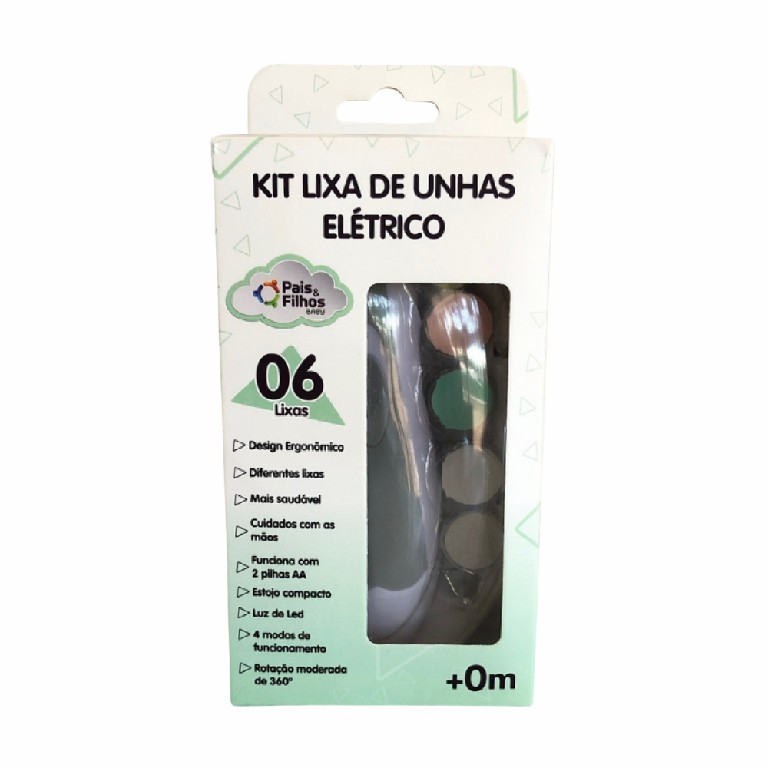 KIT LIXA DE UNHAS
ELÉTRICO
Pais&
Filhos
BABY
06
Lixas
Design Ergonômico
Diferentes lixas
Mais saudável
Cuidados com as
mãos
Funciona com
2 pilhas AA
Estojo compacto
Luz de Led
4 modos de
funcionamento
Rotação moderada
de 360°
+0m